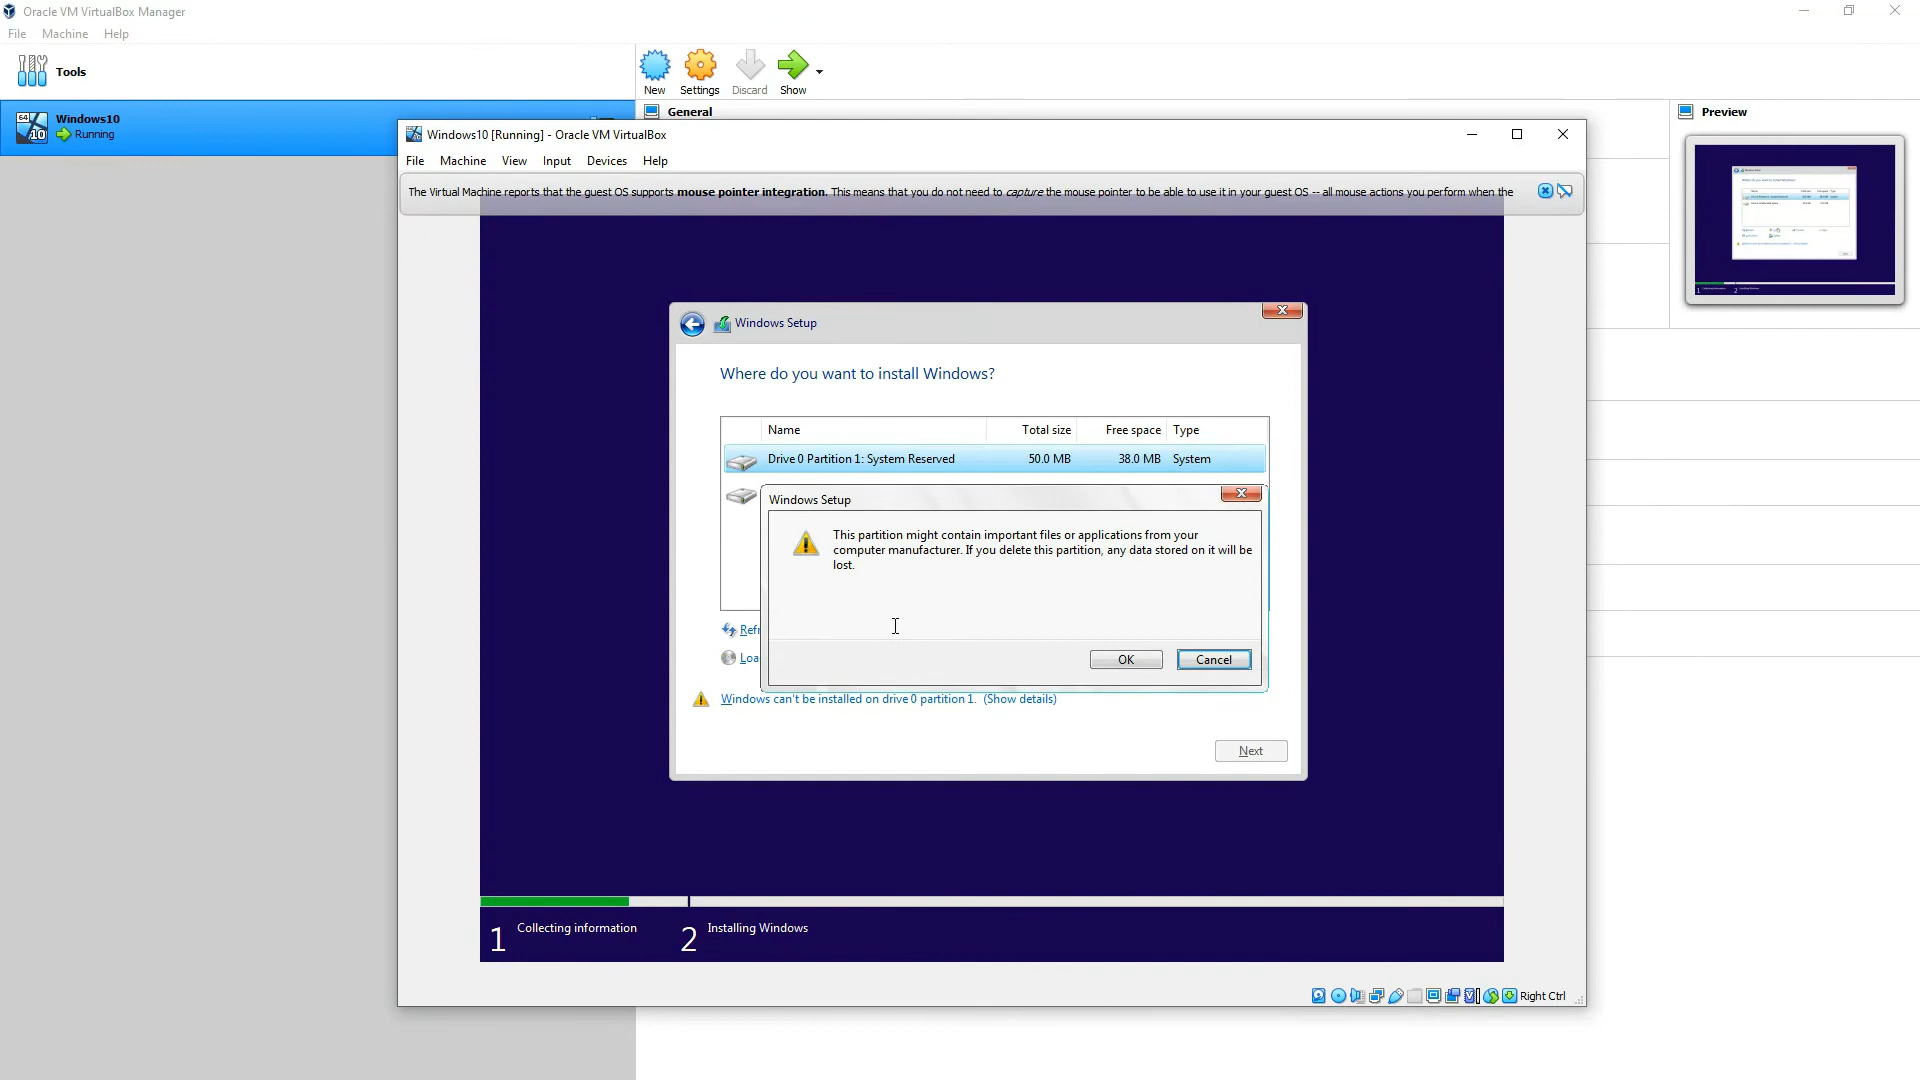 Oracle VM VirtualBox Manager
File Machine Help
Tools
New Settings Discard Show
64
10
Windows10
Running
General
Preview
Windows10 [Running] - Oracle VM VirtualBox
File Machine View Input Devices Help
The Virtual Machine reports that the guest OS supports mouse pointer integration. This means that you do not need to capture the mouse pointer to be able to use it in your guest OS -- all mouse actions you perform when the
Windows Setup
Where do you want to install Windows?
Name Total size Free space Type
Drive 0 Partition 1: System Reserved 50.0 MB 38.0 MB System
Windows Setup
This partition might contain important files or applications from your
computer manufacturer. If you delete this partition, any data stored on it will be
lost.
Refr
OK Cancel
Loa
Windows can't be installed on drive 0 partition 1. (Show details)
Next
1 Collecting information 2 Installing Windows
Right Ctrl